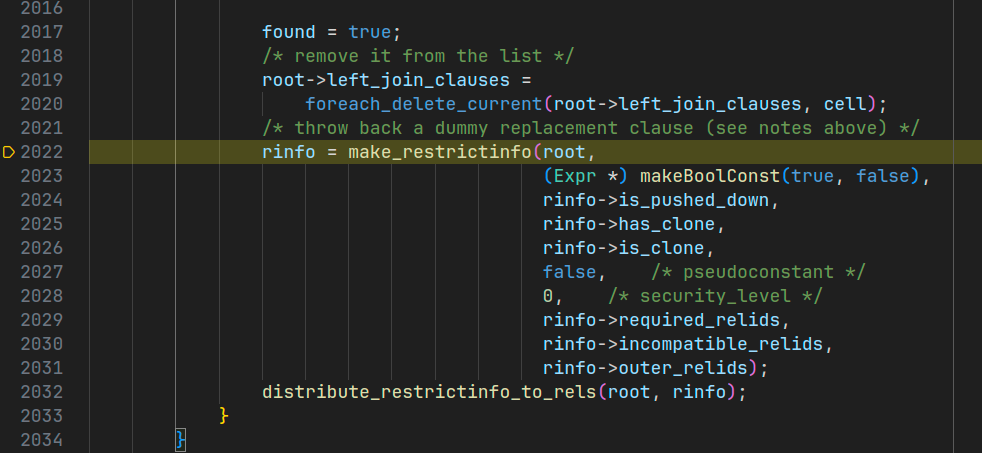 2016
2017 found = true;
2018 /* remove it from the list */
2019 root->left_join_clauses =
2020 foreach_delete_current(root->left_join_clauses, cell);
2021 /* throw back a dummy replacement clause (see notes above) */
2022 rinfo = make_restrictinfo(root,
2023 (Expr *) makeBoolConst(true, false),
2024 rinfo->is_pushed_down,
2025 rinfo->has_clone,
2026 rinfo->is_clone,
2027 false, /* pseudoconstant */
2028 0, /* security_level */
2029 rinfo->required_relids,
2030 rinfo->incompatible_relids,
2031 rinfo->outer_relids);
2032 distribute_restrictinfo_to_rels(root, rinfo);
2033 }
2034 }